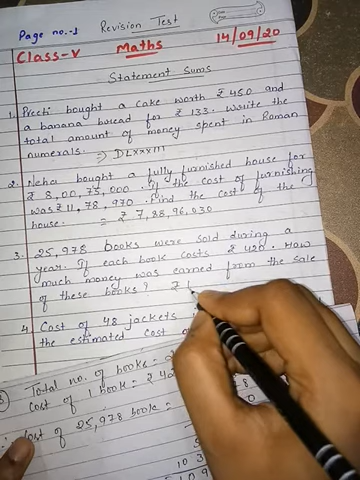 Page no.-1 Revision Test
Class-V Maths 14/09/20
Statement Sums
1. Preeti bought a cake worth ₹ 450 and
a banana bread for ₹ 133. Write the
total amount of money spent in Roman
numerals. ⇒ DLXXXIII
2. Neha bought a fully furnished house for
₹ 8,00,75,000. If the cost of furnishing
was ₹ 11,78,970. Find the cost of the
house. = ₹ 7,88,96,030
3. 25,978 books were sold during a
year. If each book costs ₹ 420. How
much money was earned from the sale
of these books? ₹ 1
4. Cost of 48 jackets
the estimated cost
Total no. of books =
Cost of 1 book = ₹ 42
Cost of 25,978 book =